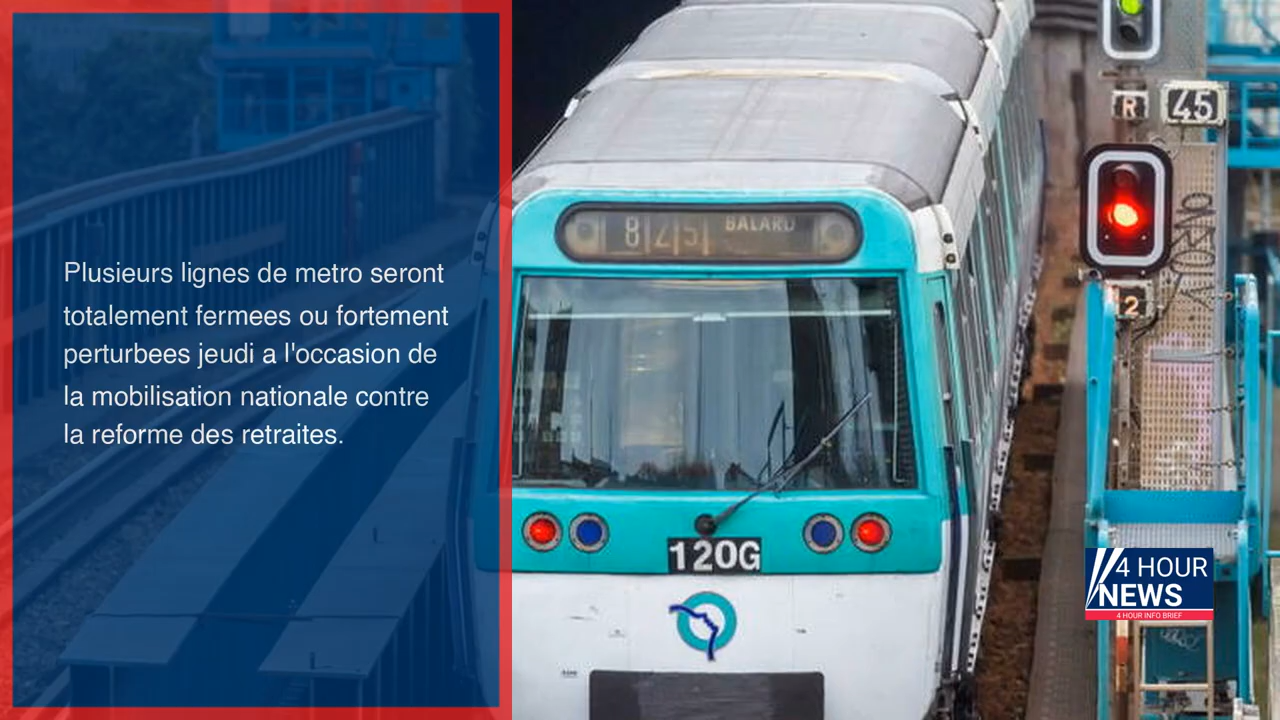 Plusieurs lignes de metro seront
totalement fermees ou fortement
perturbees jeudi a l'occasion de
la mobilisation nationale contre
la reforme des retraites.
825 BALARD
120G
R 45
2
4 HOUR
NEWS
4 HOUR INFO BRIEF